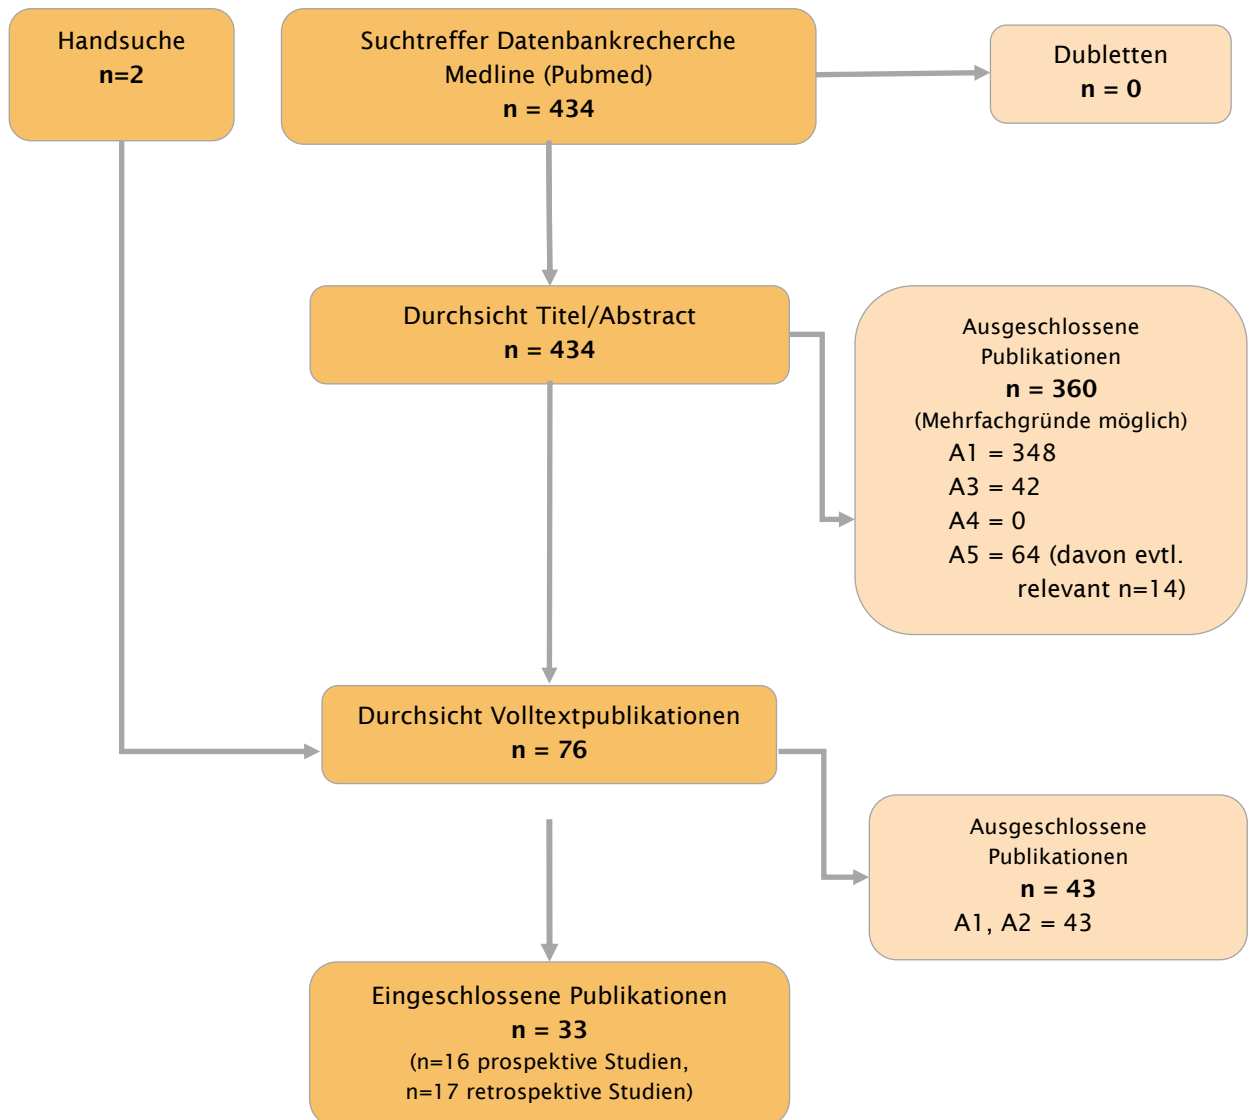 Handsuche
n=2
Suchtreffer Datenbankrecherche
Medline (Pubmed)
n = 434
Dubletten
n = 0
Durchsicht Titel/Abstract
n = 434
Ausgeschlossene
Publikationen
n = 360
(Mehrfachgründe möglich)
A1 = 348
A3 = 42
A4 = 0
A5 = 64 (davon evtl.
relevant n=14)
Durchsicht Volltextpublikationen
n = 76
Ausgeschlossene
Publikationen
n = 43
A1, A2 = 43
Eingeschlossene Publikationen
n = 33
(n=16 prospektive Studien,
n=17 retrospektive Studien)